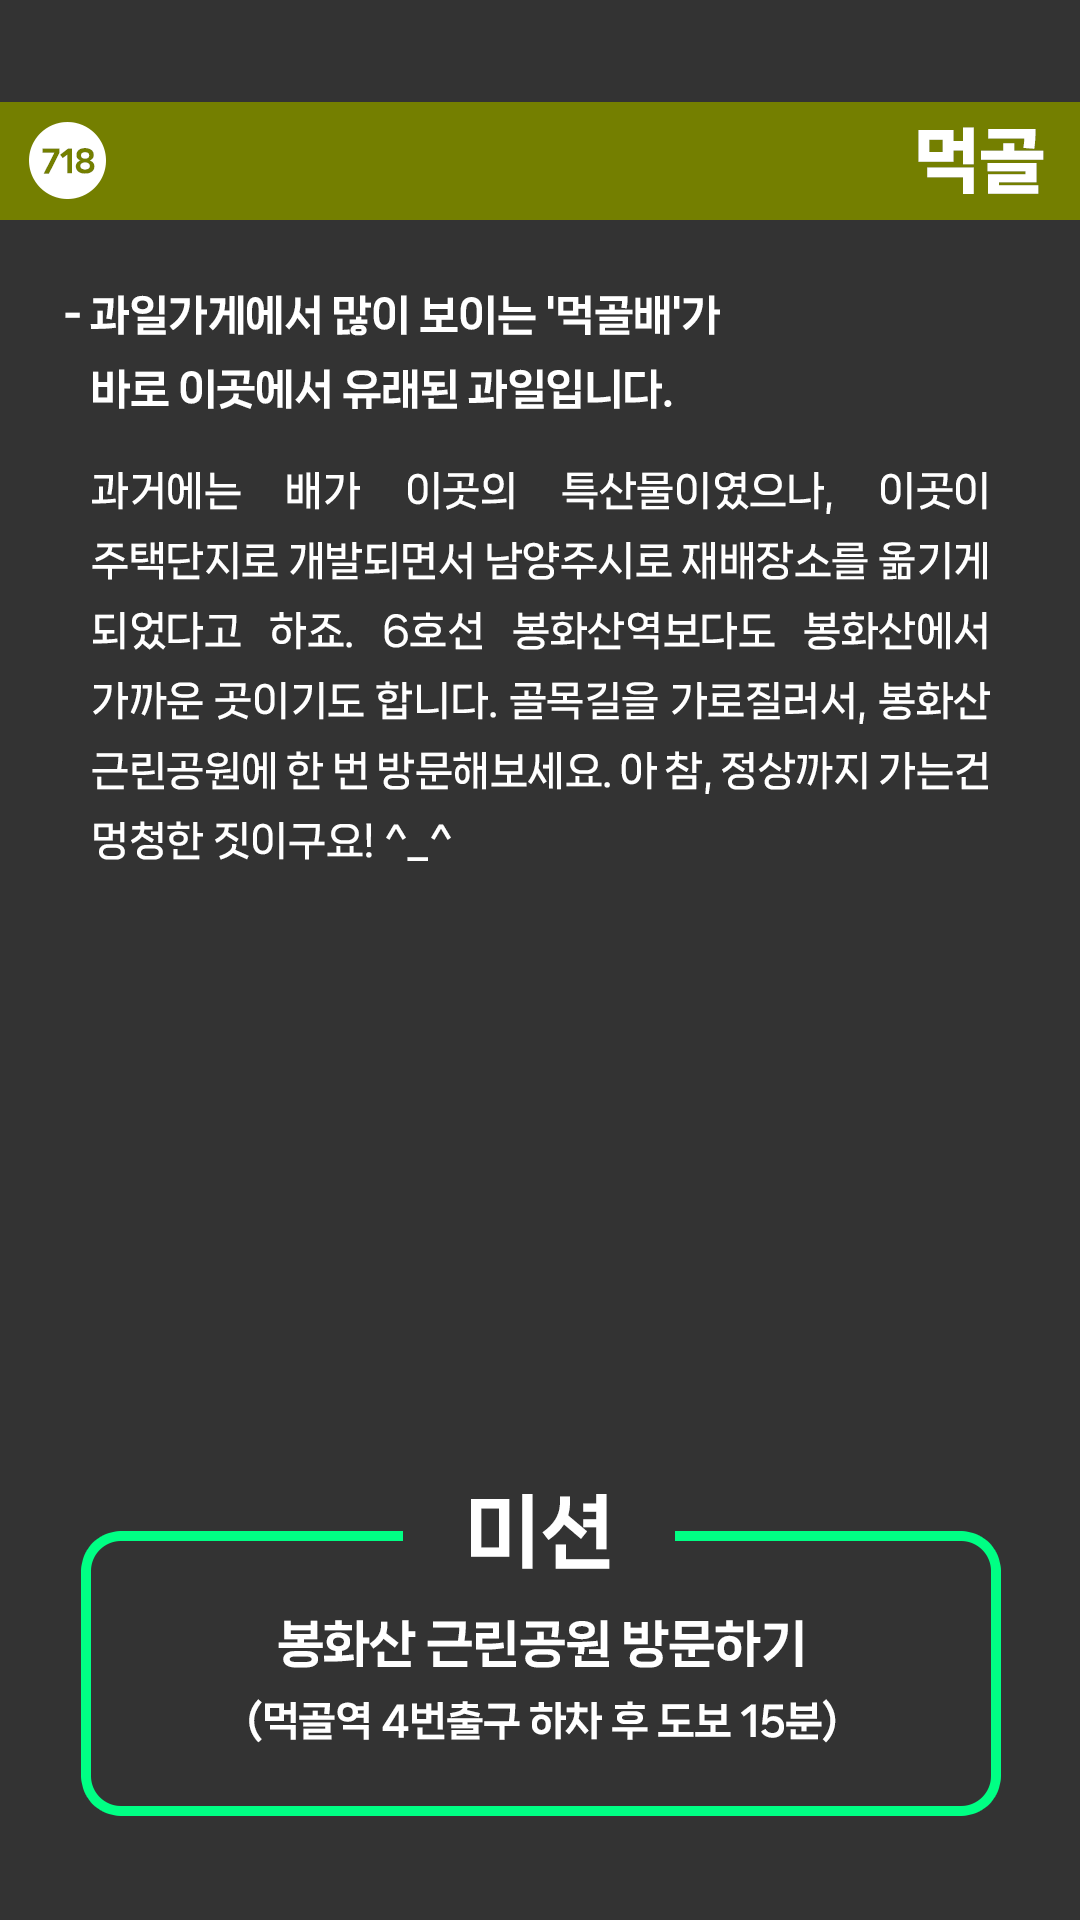 718
먹골
- 과일가게에서 많이 보이는 '먹골배'가
바로 이곳에서 유래된 과일입니다.
과거에는 배가 이곳의 특산물이였으나, 이곳이
주택단지로 개발되면서 남양주시로 재배장소를 옮기게
되었다고 하죠. 6호선 봉화산역보다도 봉화산에서
가까운 곳이기도 합니다. 골목길을 가로질러서, 봉화산
근린공원에 한 번 방문해보세요. 아 참, 정상까지 가는건
멍청한 짓이구요! ^_^
미션
봉화산 근린공원 방문하기
(먹골역 4번출구 하차 후 도보 15분)